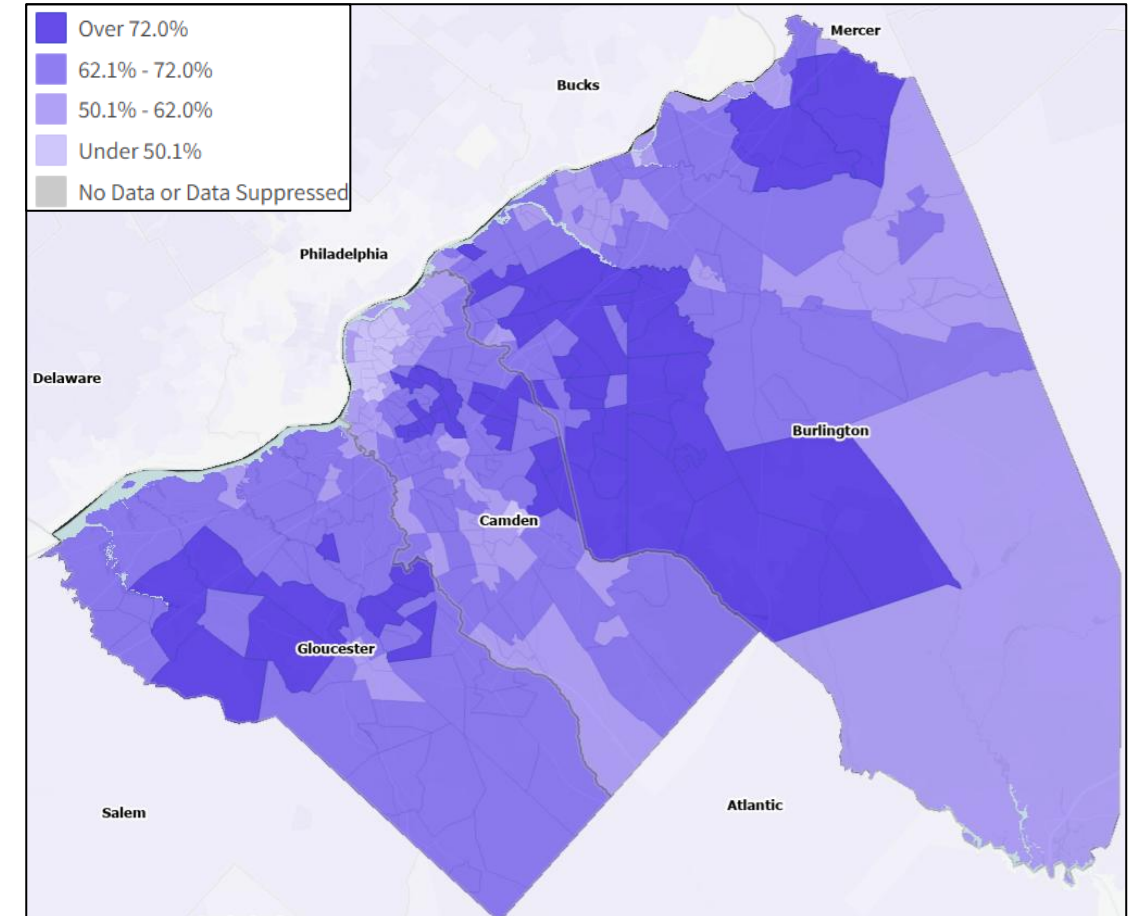 Over 72.0%
62.1% - 72.0%
50.1% - 62.0%
Under 50.1%
No Data or Data Suppressed
Mercer
Bucks
Philadelphia
Delaware
Burlington
Camden
Gloucester
Salem
Atlantic